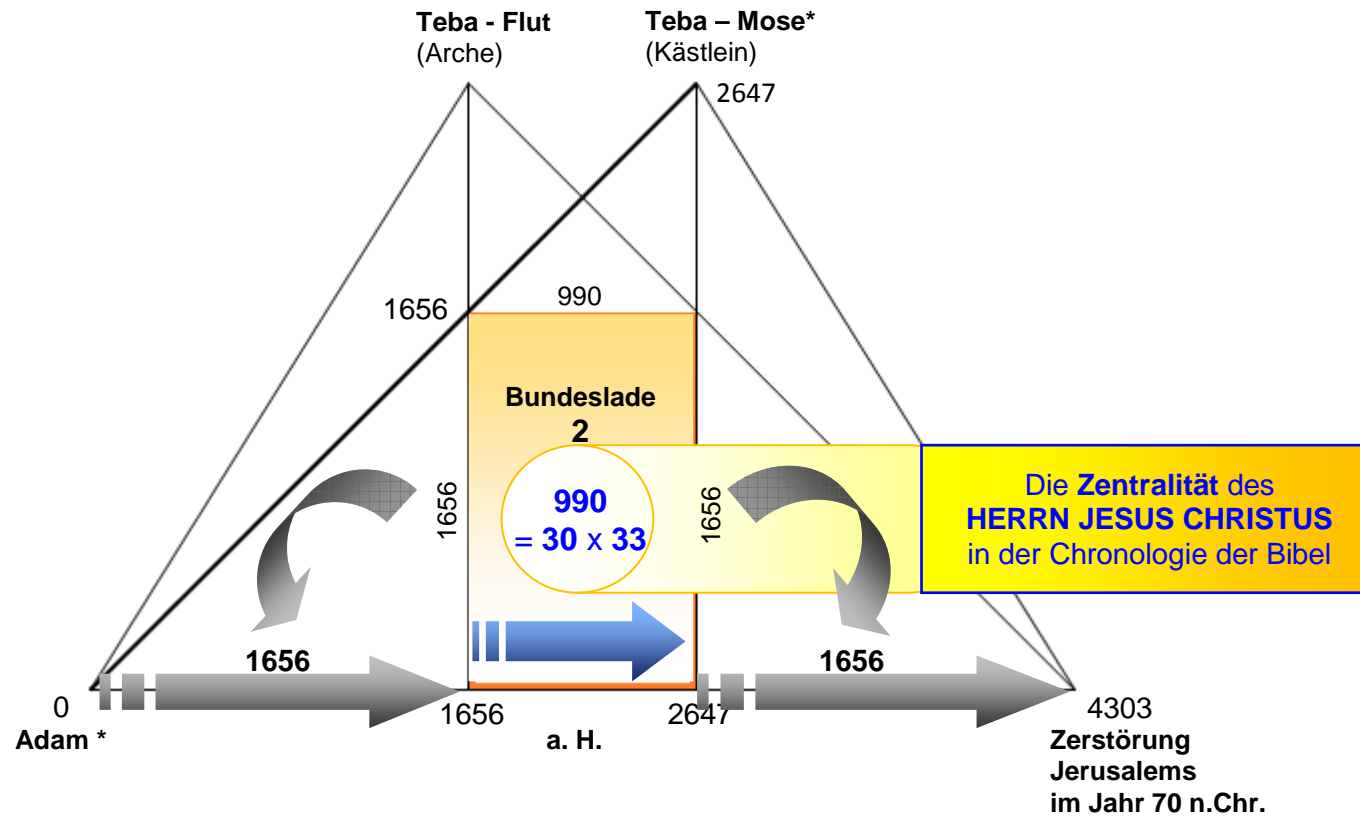 Teba - Flut
(Arche)
Teba – Mose*
(Kästlein)
2647
1656
990
Bundeslade
2
1656
990
= 30 x 33
1656
Die Zentralität des
HERRN JESUS CHRISTUS
in der Chronologie der Bibel
1656
1656
0
Adam *
1656
a. H.
2647
4303
Zerstörung
Jerusalems
im Jahr 70 n.Chr.